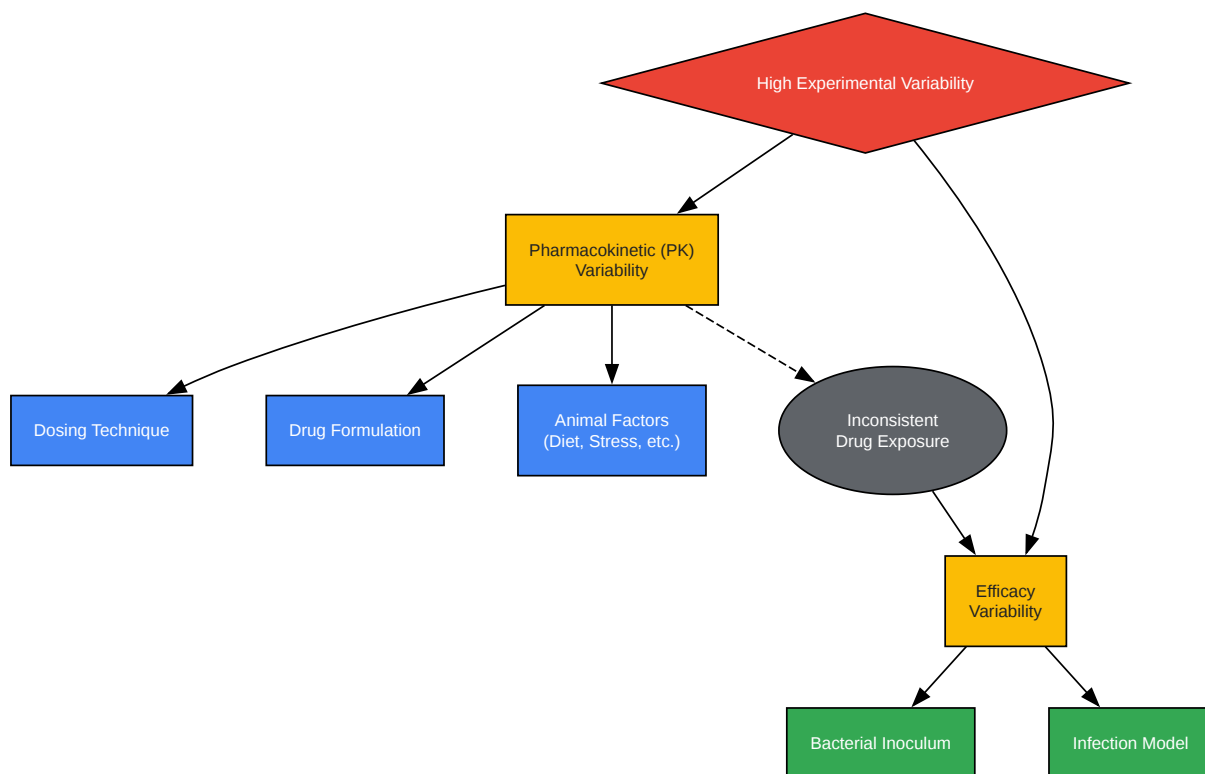 High Experimental Variability
Pharmacokinetic (PK)
Variability
Dosing Technique
Drug Formulation
Animal Factors
(Diet, Stress, etc.)
Inconsistent
Drug Exposure
Efficacy
Variability
Bacterial Inoculum
Infection Model